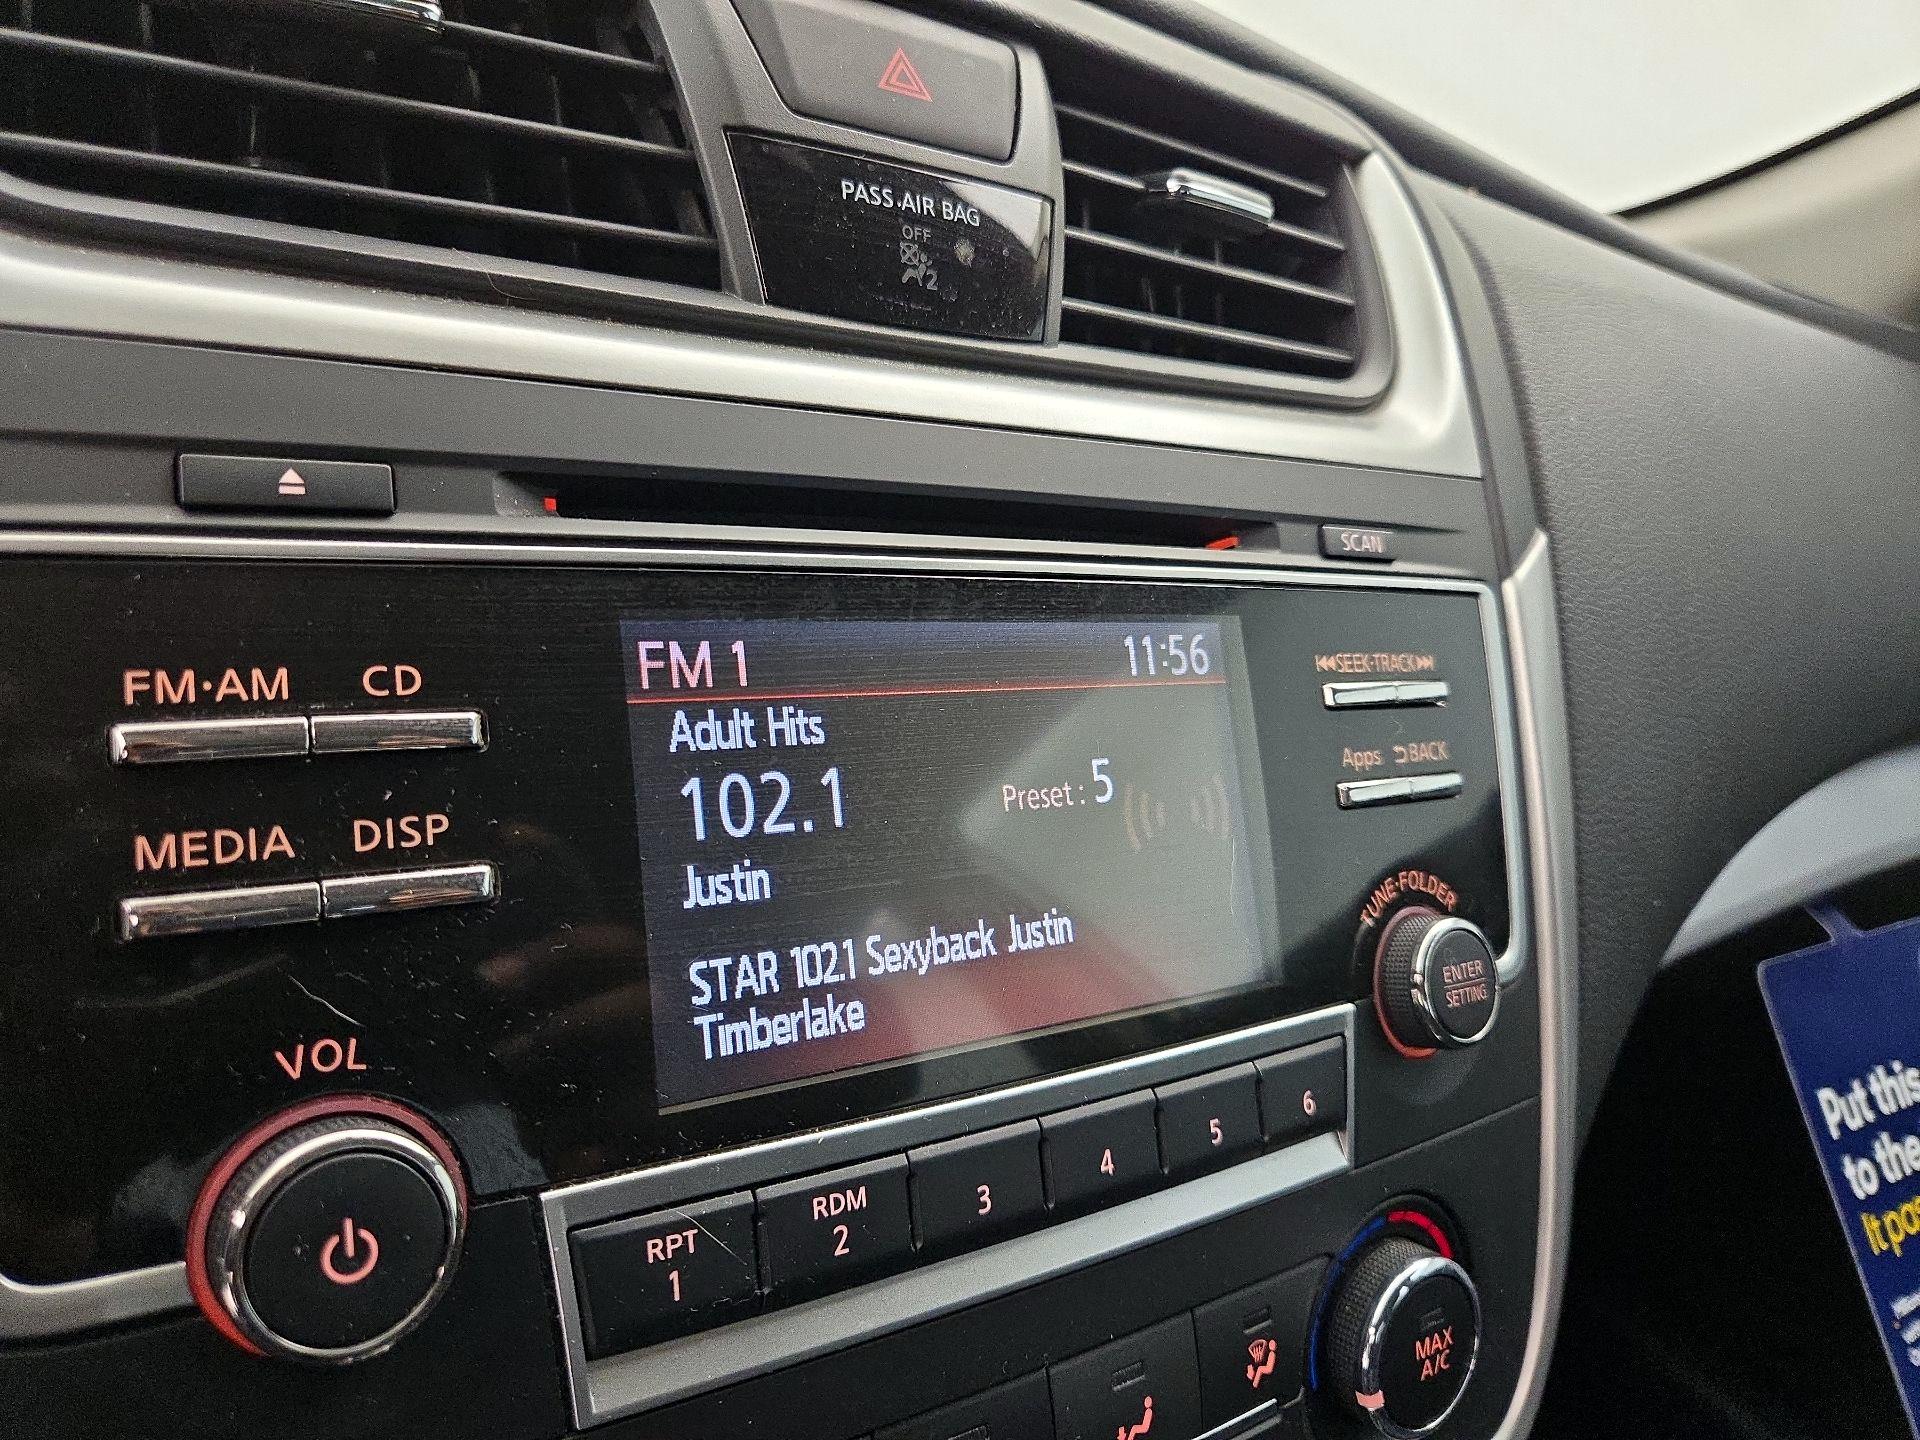 PASS AIR BAG
OFF
2
SCAN
FM·AM CD
MEDIA DISP
VOL
FM 1 11:56
Adult Hits
102.1 Preset: 5
Justin
STAR 102.1 Sexyback Justin
Timberlake
SEEK·TRACK
Apps BACK
TUNE·FOLDER
ENTER
SETTING
RPT
1
RDM
2
3
4
5
6
MAX
A/C
Put this
to the